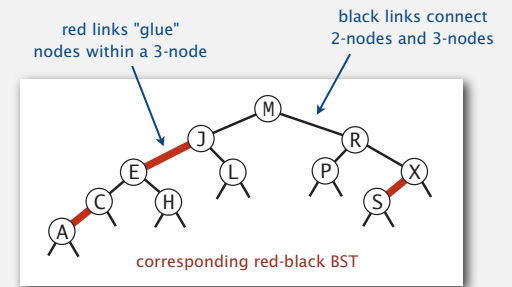 red links "glue"
nodes within a 3-node
black links connect
2-nodes and 3-nodes
M
J
R
E
L
P
X
C
H
S
A
corresponding red-black BST